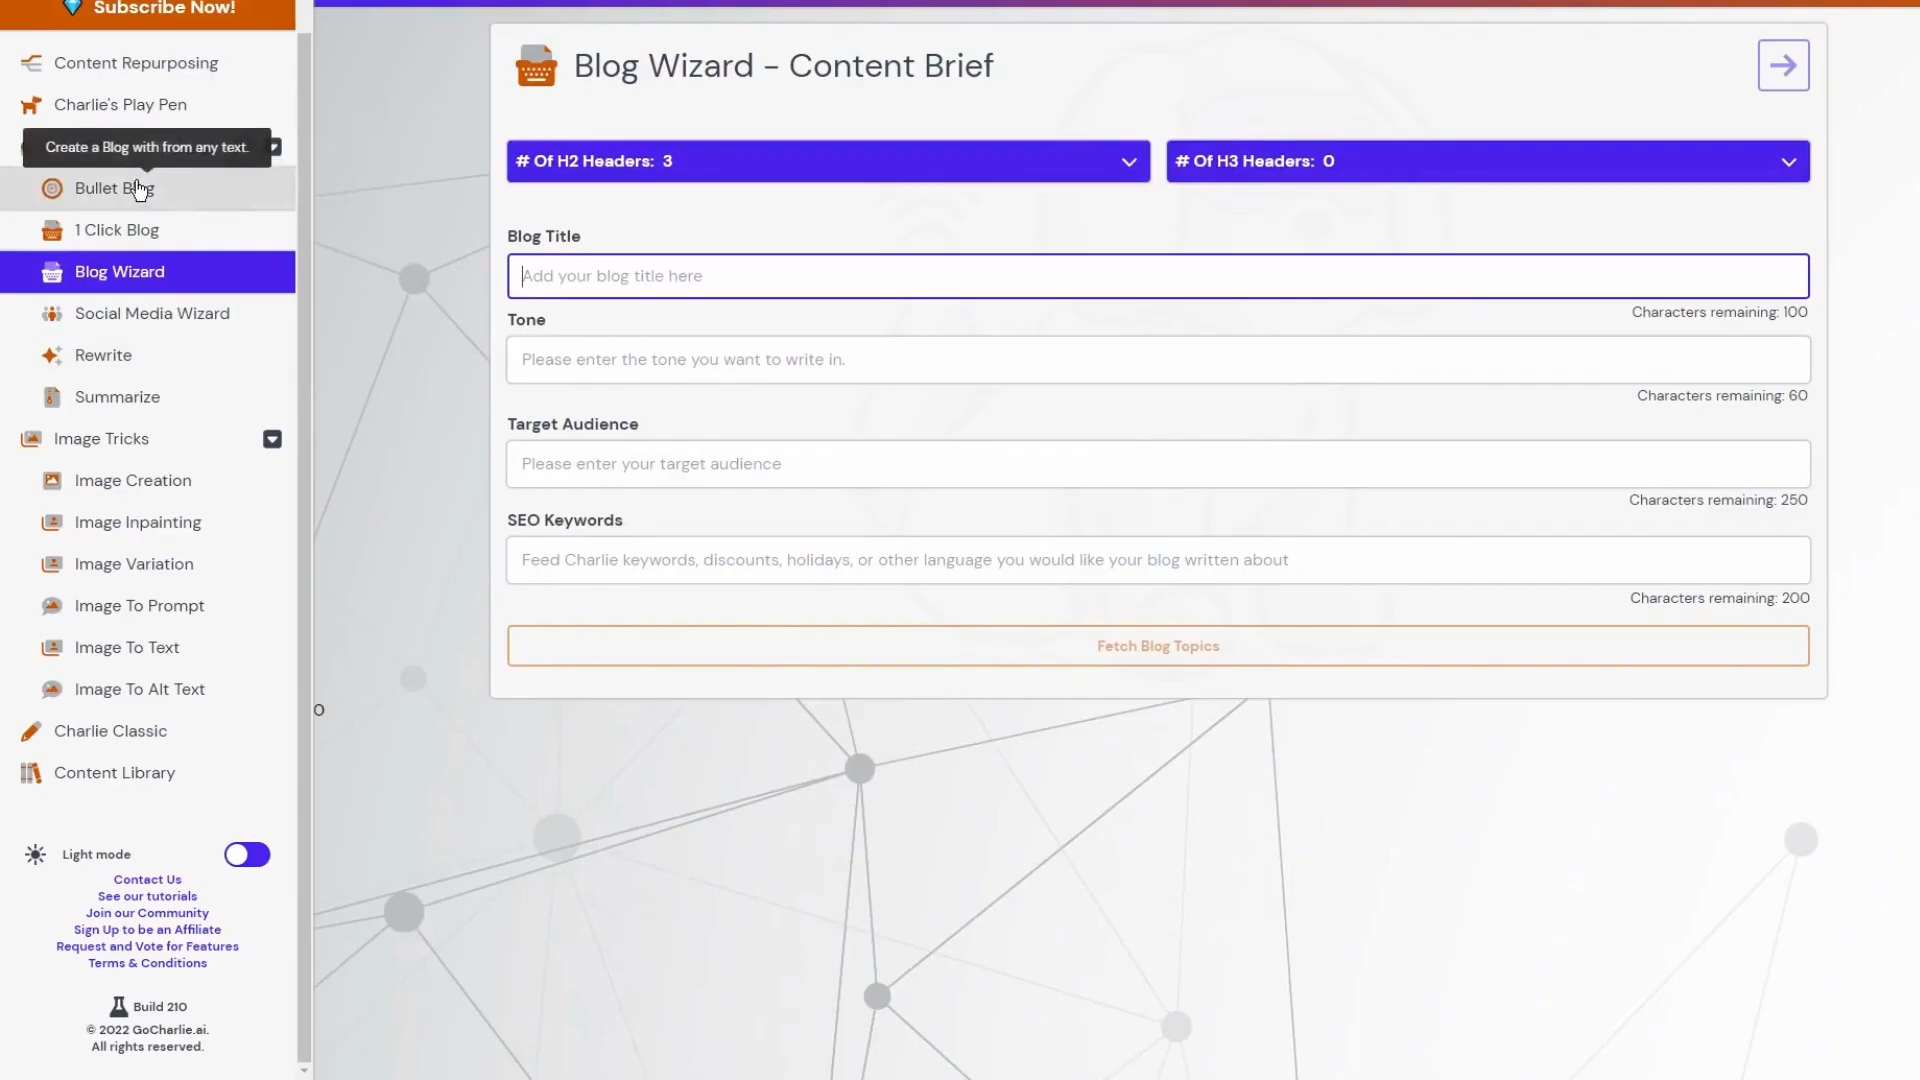 Subscribe Now!
Content Repurposing
Charlie's Play Pen
Create a Blog with from any text.
Bullet Blog
1 Click Blog
Blog Wizard
Social Media Wizard
Rewrite
Summarize
Image Tricks
Image Creation
Image Inpainting
Image Variation
Image To Prompt
Image To Text
Image To Alt Text
Charlie Classic
Content Library
Light mode
Contact Us
See our tutorials
Join our Community
Sign Up to be an Affiliate
Request and Vote for Features
Terms & Conditions
Build 210
© 2022 GoCharlie.ai.
All rights reserved.
Blog Wizard - Content Brief
# Of H2 Headers: 3
# Of H3 Headers: 0
Blog Title
Add your blog title here
Characters remaining: 100
Tone
Please enter the tone you want to write in.
Characters remaining: 60
Target Audience
Please enter your target audience
Characters remaining: 250
SEO Keywords
Feed Charlie keywords, discounts, holidays, or other language you would like your blog written about
Characters remaining: 200
Fetch Blog Topics
0